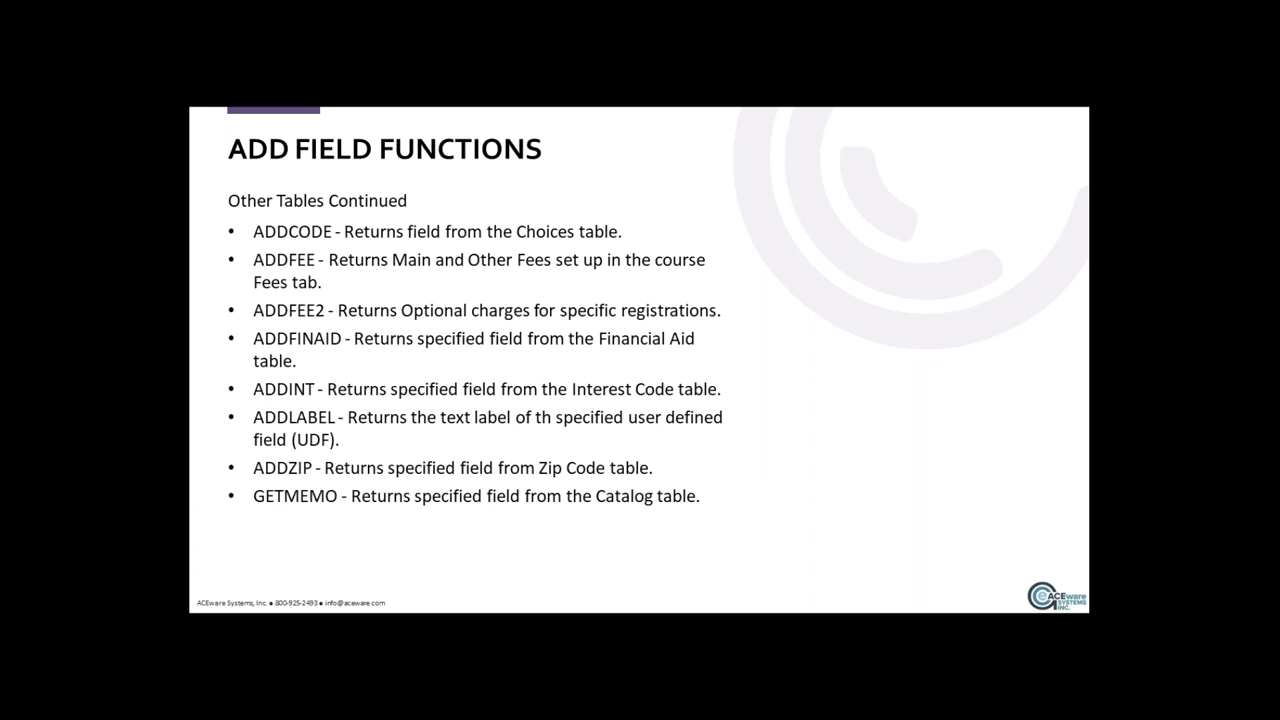 ADD FIELD FUNCTIONS
Other Tables Continued
• ADDCODE - Returns field from the Choices table.
• ADDFEE - Returns Main and Other Fees set up in the course
Fees tab.
• ADDFEE2 - Returns Optional charges for specific registrations.
• ADDFINAID - Returns specified field from the Financial Aid
table.
• ADDINT - Returns specified field from the Interest Code table.
• ADDLABEL - Returns the text label of th specified user defined
field (UDF).
• ADDZIP - Returns specified field from Zip Code table.
• GETMEMO - Returns specified field from the Catalog table.
ACEware Systems, Inc. ● 800-925-2493 ● info@aceware.com
ACEware
SYSTEMS
INC.